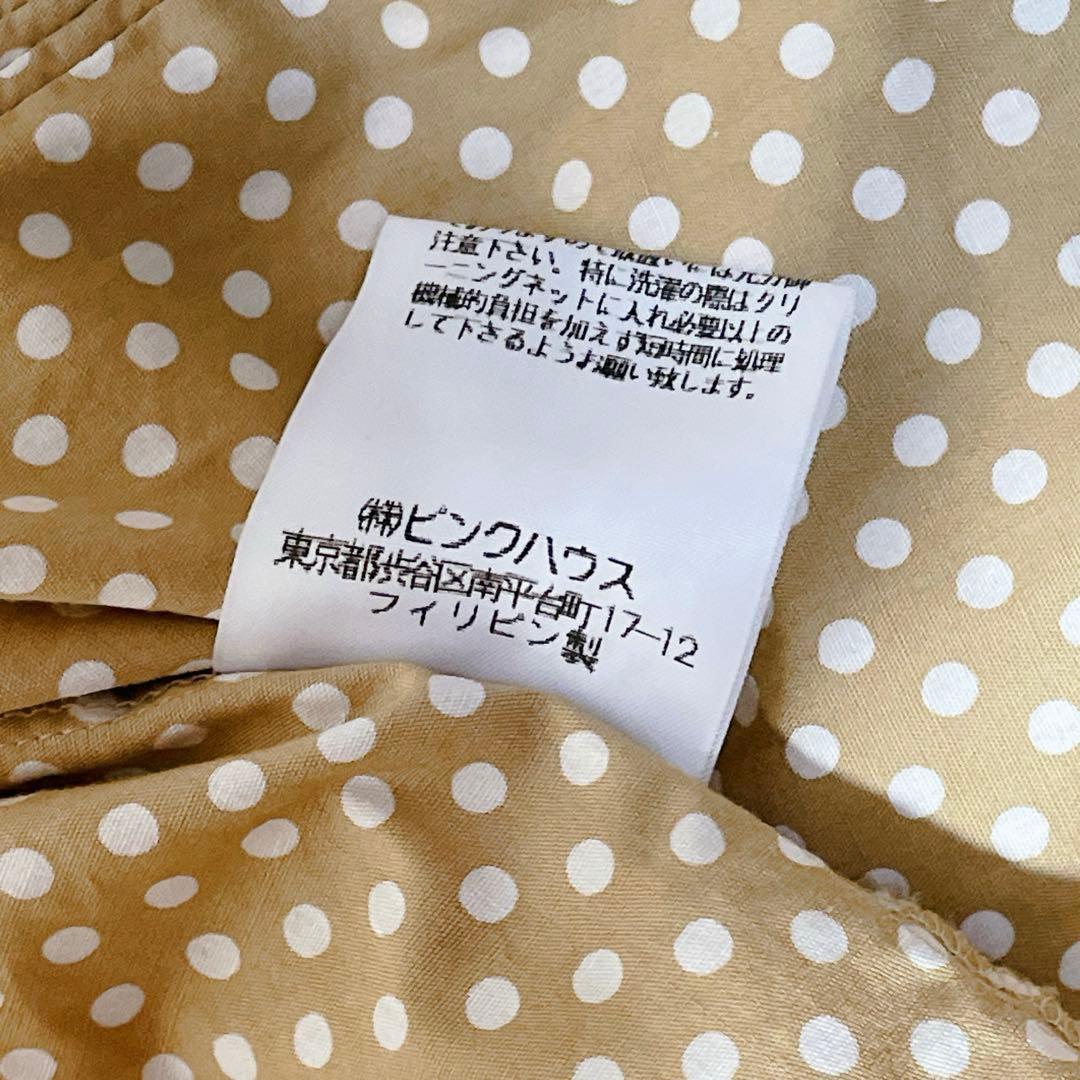 注意下さい。特に洗濯の際はクリ
ーニングネットに入れ必要以上の
機械的負担を加えず短時間に処理
して下さるようお願い致します。
㈱ピンクハウス
東京都渋谷区南平台町17-12
フィリピン製